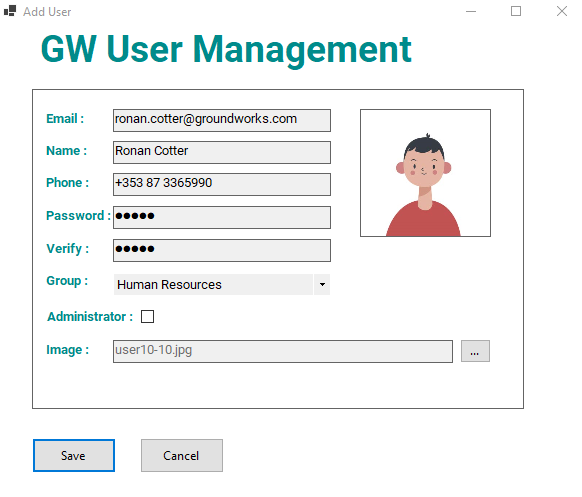 Add User
GW User Management
Email : ronan.cotter@groundworks.com
Name : Ronan Cotter
Phone : +353 87 3365990
Password : ●●●●●
Verify : ●●●●●
Group : Human Resources
Administrator :
Image : user10-10.jpg ...
Save Cancel